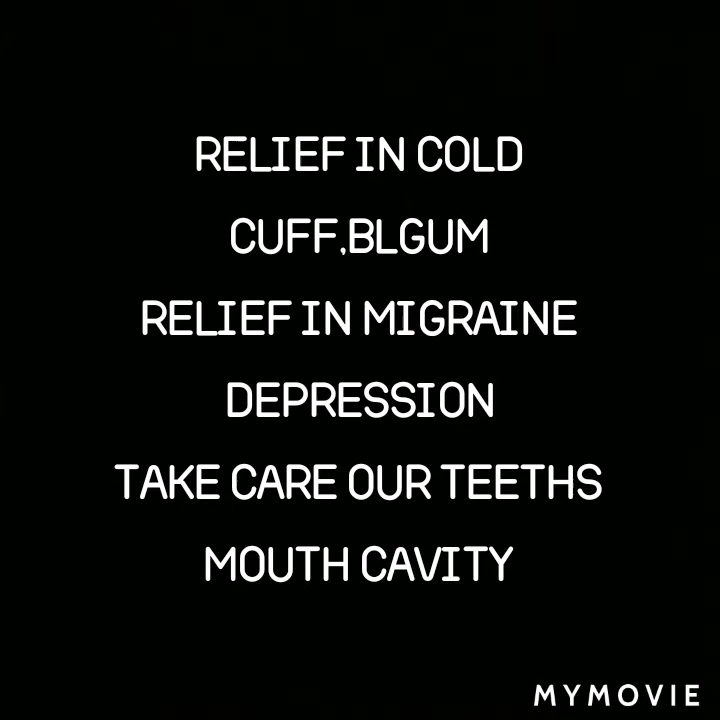 RELIEF IN COLD
CUFF,BLGUM
RELIEF IN MIGRAINE
DEPRESSION
TAKE CARE OUR TEETHS
MOUTH CAVITY
MYMOVIE